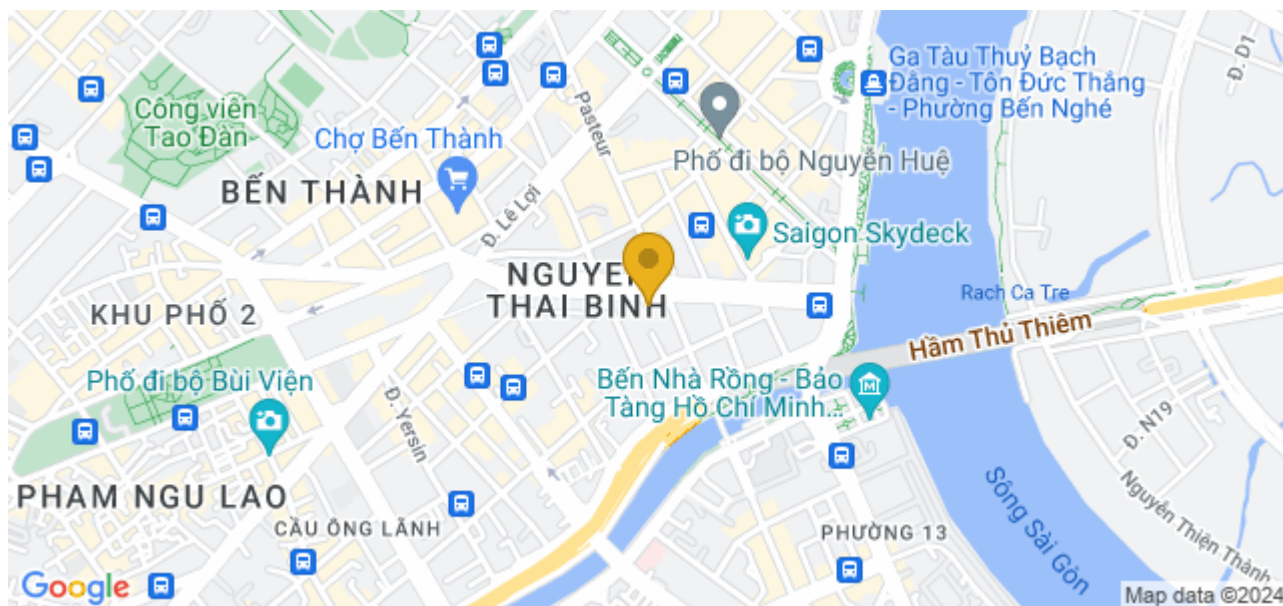 Đ. D1
Ga Tàu Thuỷ Bạch
Đằng - Tôn Đức Thắng
- Phường Bến Nghé
Công viên
Tao Đàn
Pasteur
Chợ Bến Thành
Phố đi bộ Nguyễn Huệ
BẾN THÀNH
Đ. Lê Lợi
Saigon Skydeck
NGUYEN
THAI BINH
Rach Ca Tre
KHU PHỐ 2
Hầm Thủ Thiêm
Phố đi bộ Bùi Viện
Bến Nhà Rồng - Bảo
Tàng Hồ Chí Minh...
Đ. Yersin
Đ. N19
PHAM NGU LAO
Sông Sài Gòn
Nguyễn Thiện Thành
CẦU ÔNG LÃNH
PHƯỜNG 13
Google
Map data ©2024